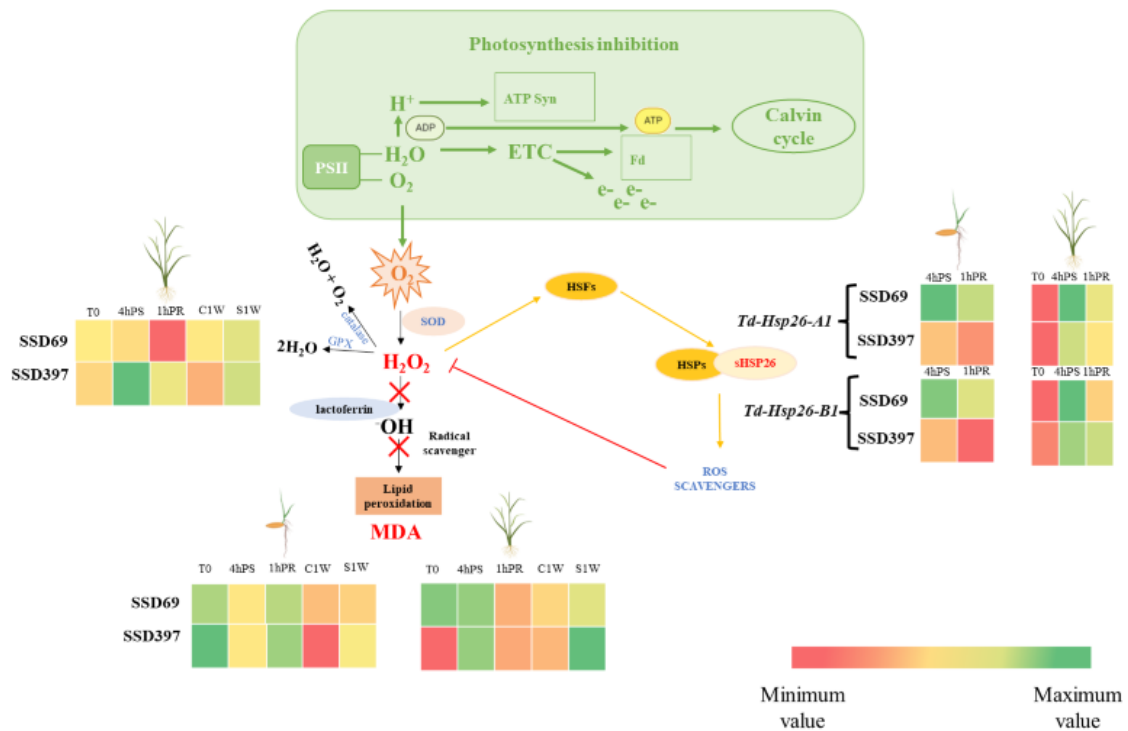 Photosynthesis inhibition
H⁺
ATP Syn
ADP
ATP
Calvin
cycle
PSII
H₂O
ETC
Fd
O₂
e- e-
e- e-
O₂
H₂O + O₂
catalase
SOD
GPX
2H₂O
H₂O₂
HSFs
HSPs
sHSP26
lactoferrin
OH
Radical
scavenger
ROS
SCAVENGERS
Lipid
peroxidation
MDA
T0 4hPS 1hPR C1W S1W
SSD69
SSD397
4hPS 1hPR
T0 4hPS 1hPR
SSD69
Td-Hsp26-A1
SSD397
4hPS 1hPR
T0 4hPS 1hPR
SSD69
Td-Hsp26-B1
SSD397
T0 4hPS 1hPR C1W S1W
T0 4hPS 1hPR C1W S1W
SSD69
SSD397
Minimum
value
Maximum
value